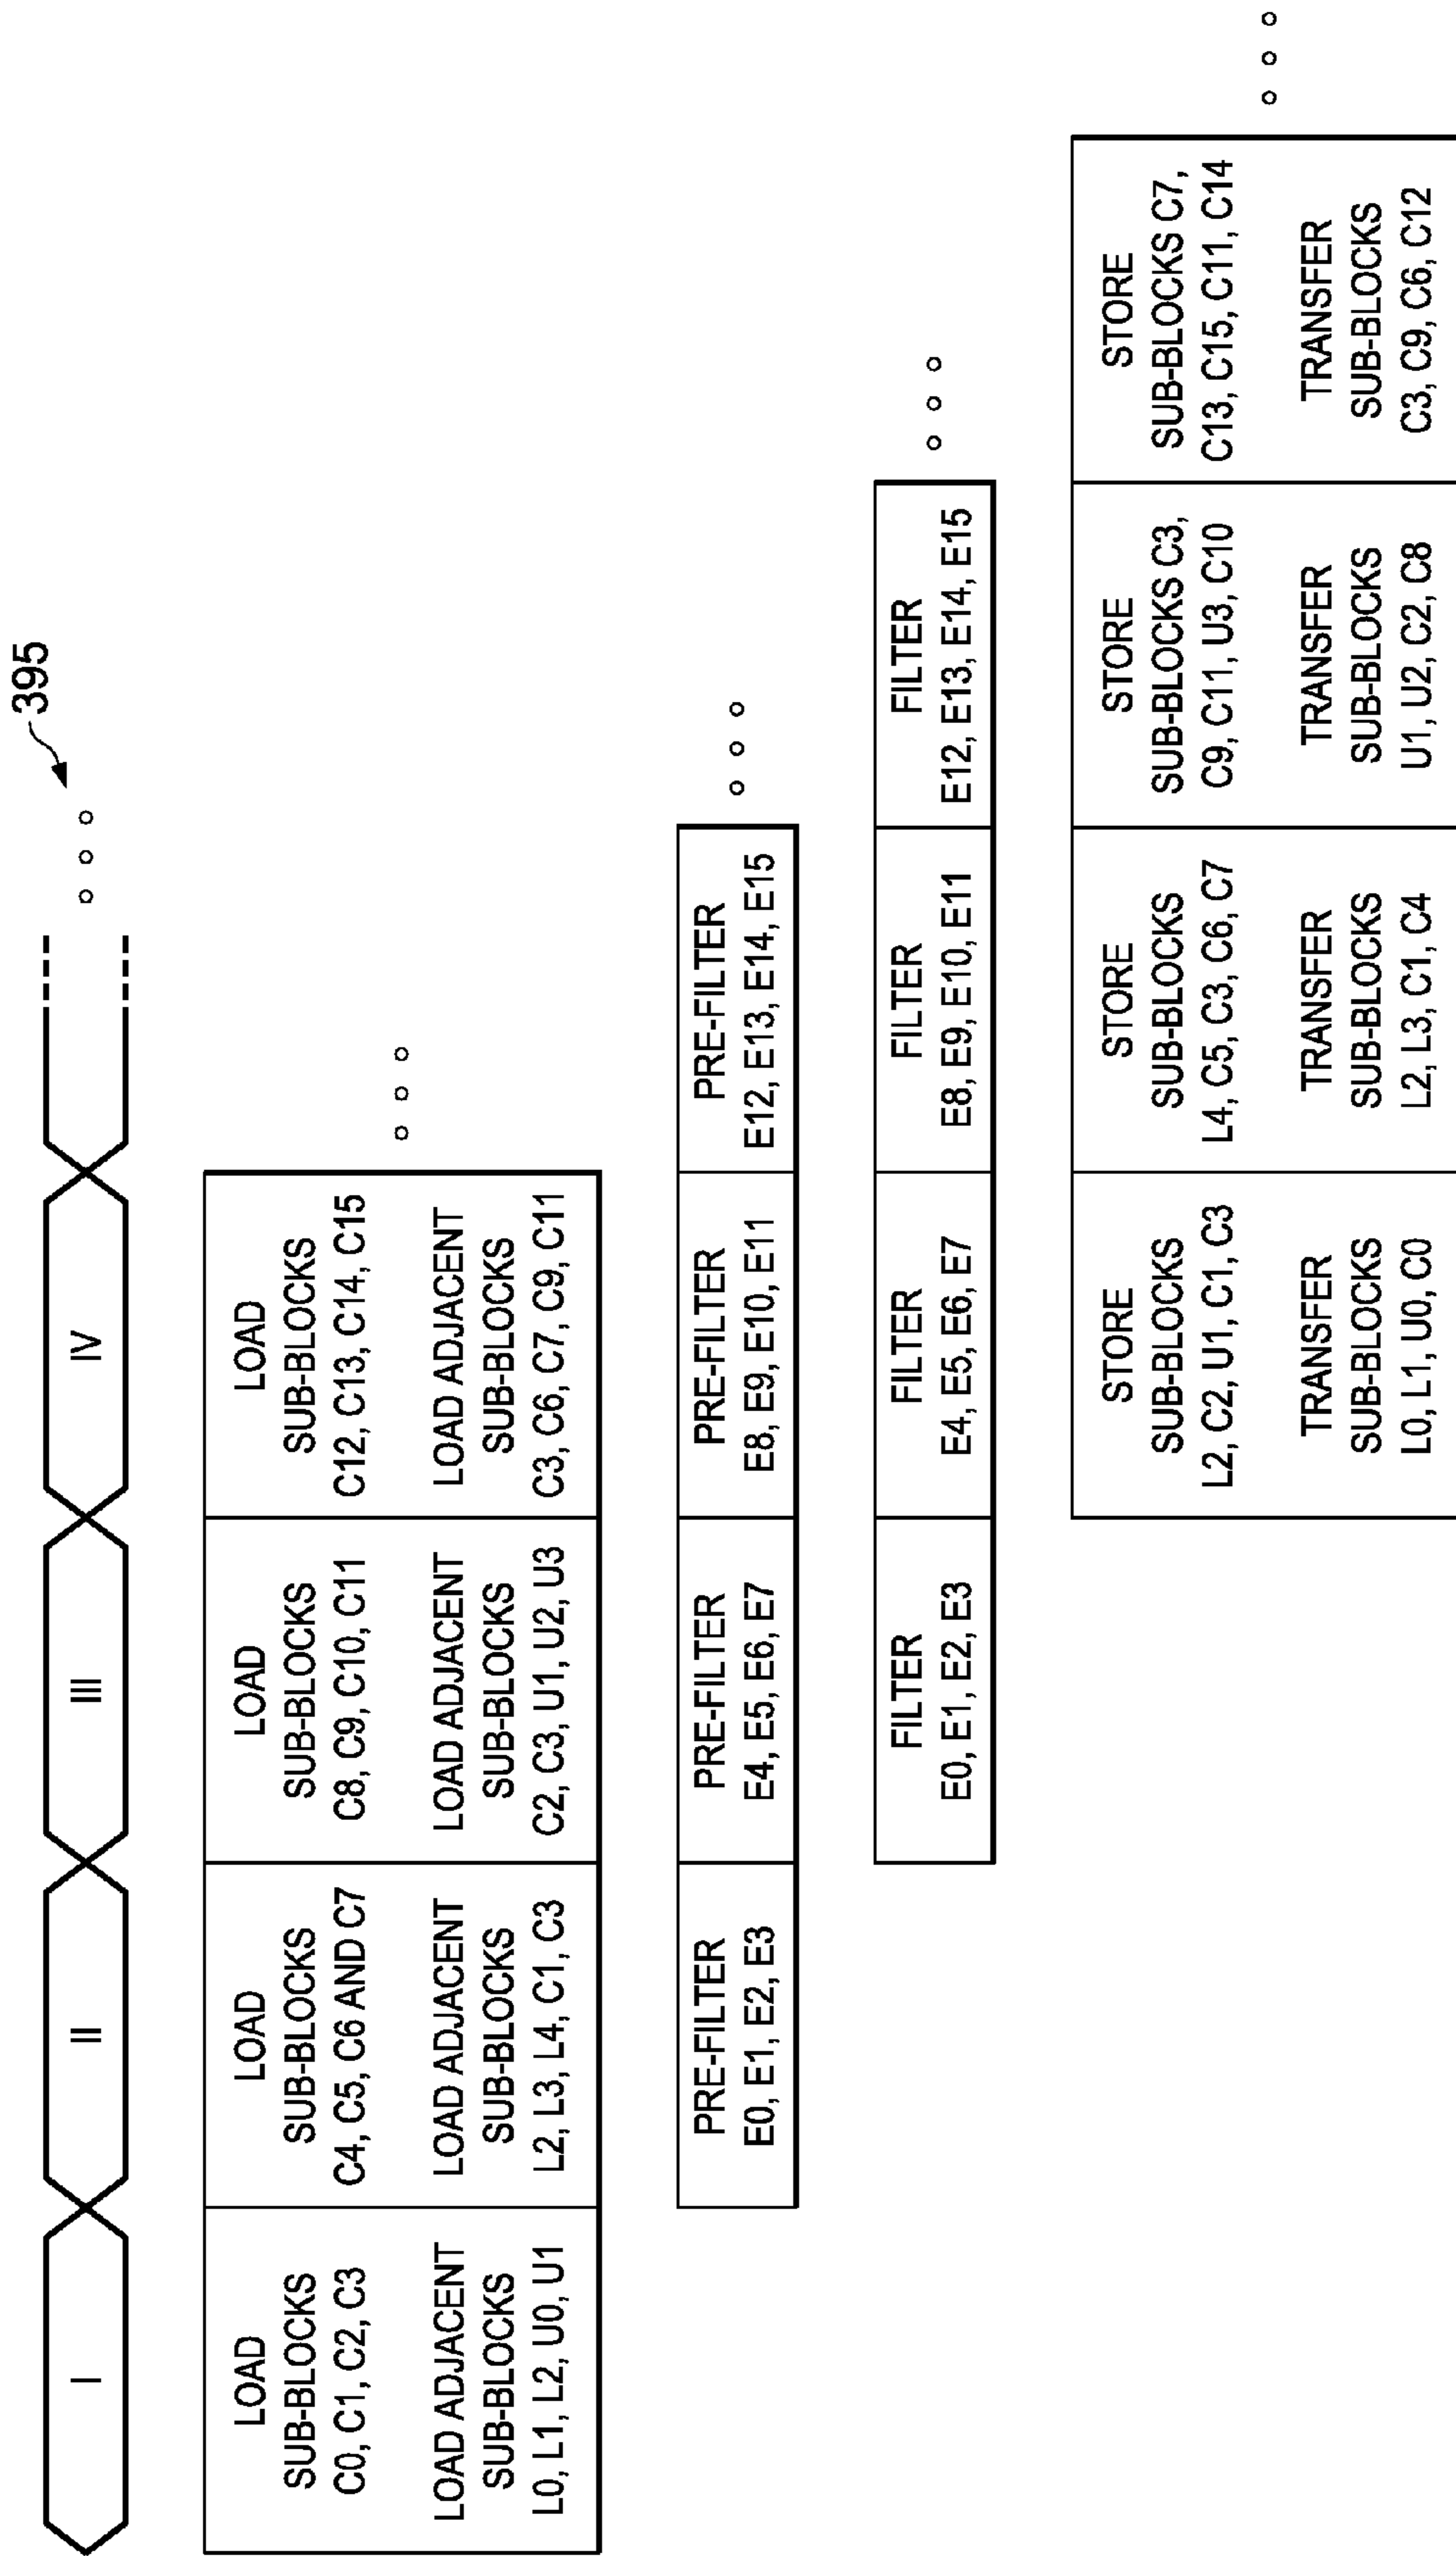 395
I
II
III
IV
LOAD
SUB-BLOCKS
C0, C1, C2, C3
LOAD ADJACENT
SUB-BLOCKS
L0, L1, L2, U0, U1
LOAD
SUB-BLOCKS
C4, C5, C6 AND C7
LOAD ADJACENT
SUB-BLOCKS
L2, L3, L4, C1, C3
LOAD
SUB-BLOCKS
C8, C9, C10, C11
LOAD ADJACENT
SUB-BLOCKS
C2, C3, U1, U2, U3
LOAD
SUB-BLOCKS
C12, C13, C14, C15
LOAD ADJACENT
SUB-BLOCKS
C3, C6, C7, C9, C11
PRE-FILTER
E0, E1, E2, E3
PRE-FILTER
E4, E5, E6, E7
PRE-FILTER
E8, E9, E10, E11
PRE-FILTER
E12, E13, E14, E15
FILTER
E0, E1, E2, E3
FILTER
E4, E5, E6, E7
FILTER
E8, E9, E10, E11
FILTER
E12, E13, E14, E15
STORE
SUB-BLOCKS
L2, C2, U1, C1, C3
TRANSFER
SUB-BLOCKS
L0, L1, U0, C0
STORE
SUB-BLOCKS
L4, C5, C3, C6, C7
TRANSFER
SUB-BLOCKS
L2, L3, C1, C4
STORE
SUB-BLOCKS C3,
C9, C11, U3, C10
TRANSFER
SUB-BLOCKS
U1, U2, C2, C8
STORE
SUB-BLOCKS C7,
C13, C15, C11, C14
TRANSFER
SUB-BLOCKS
C3, C9, C6, C12